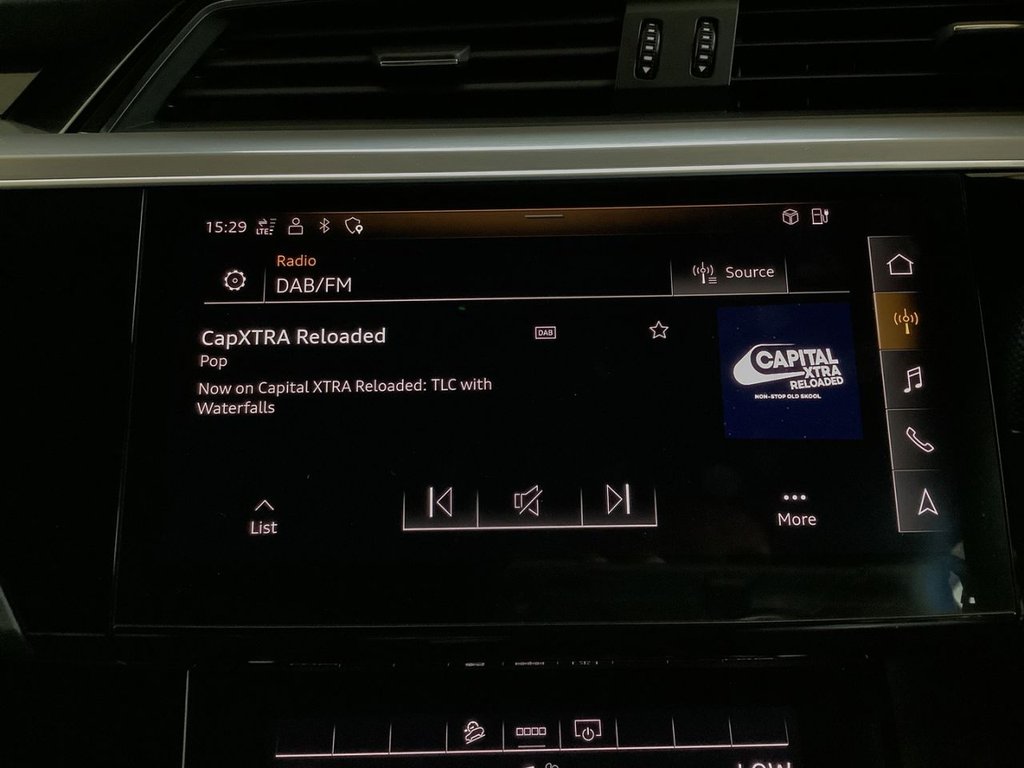 15:29
LTE
Radio
DAB/FM
Source
CapXTRA Reloaded
DAB
Pop
Now on Capital XTRA Reloaded: TLC with
Waterfalls
CAPITAL
XTRA
RELOADED
NON-STOP OLD SKOOL
List
More
LOW